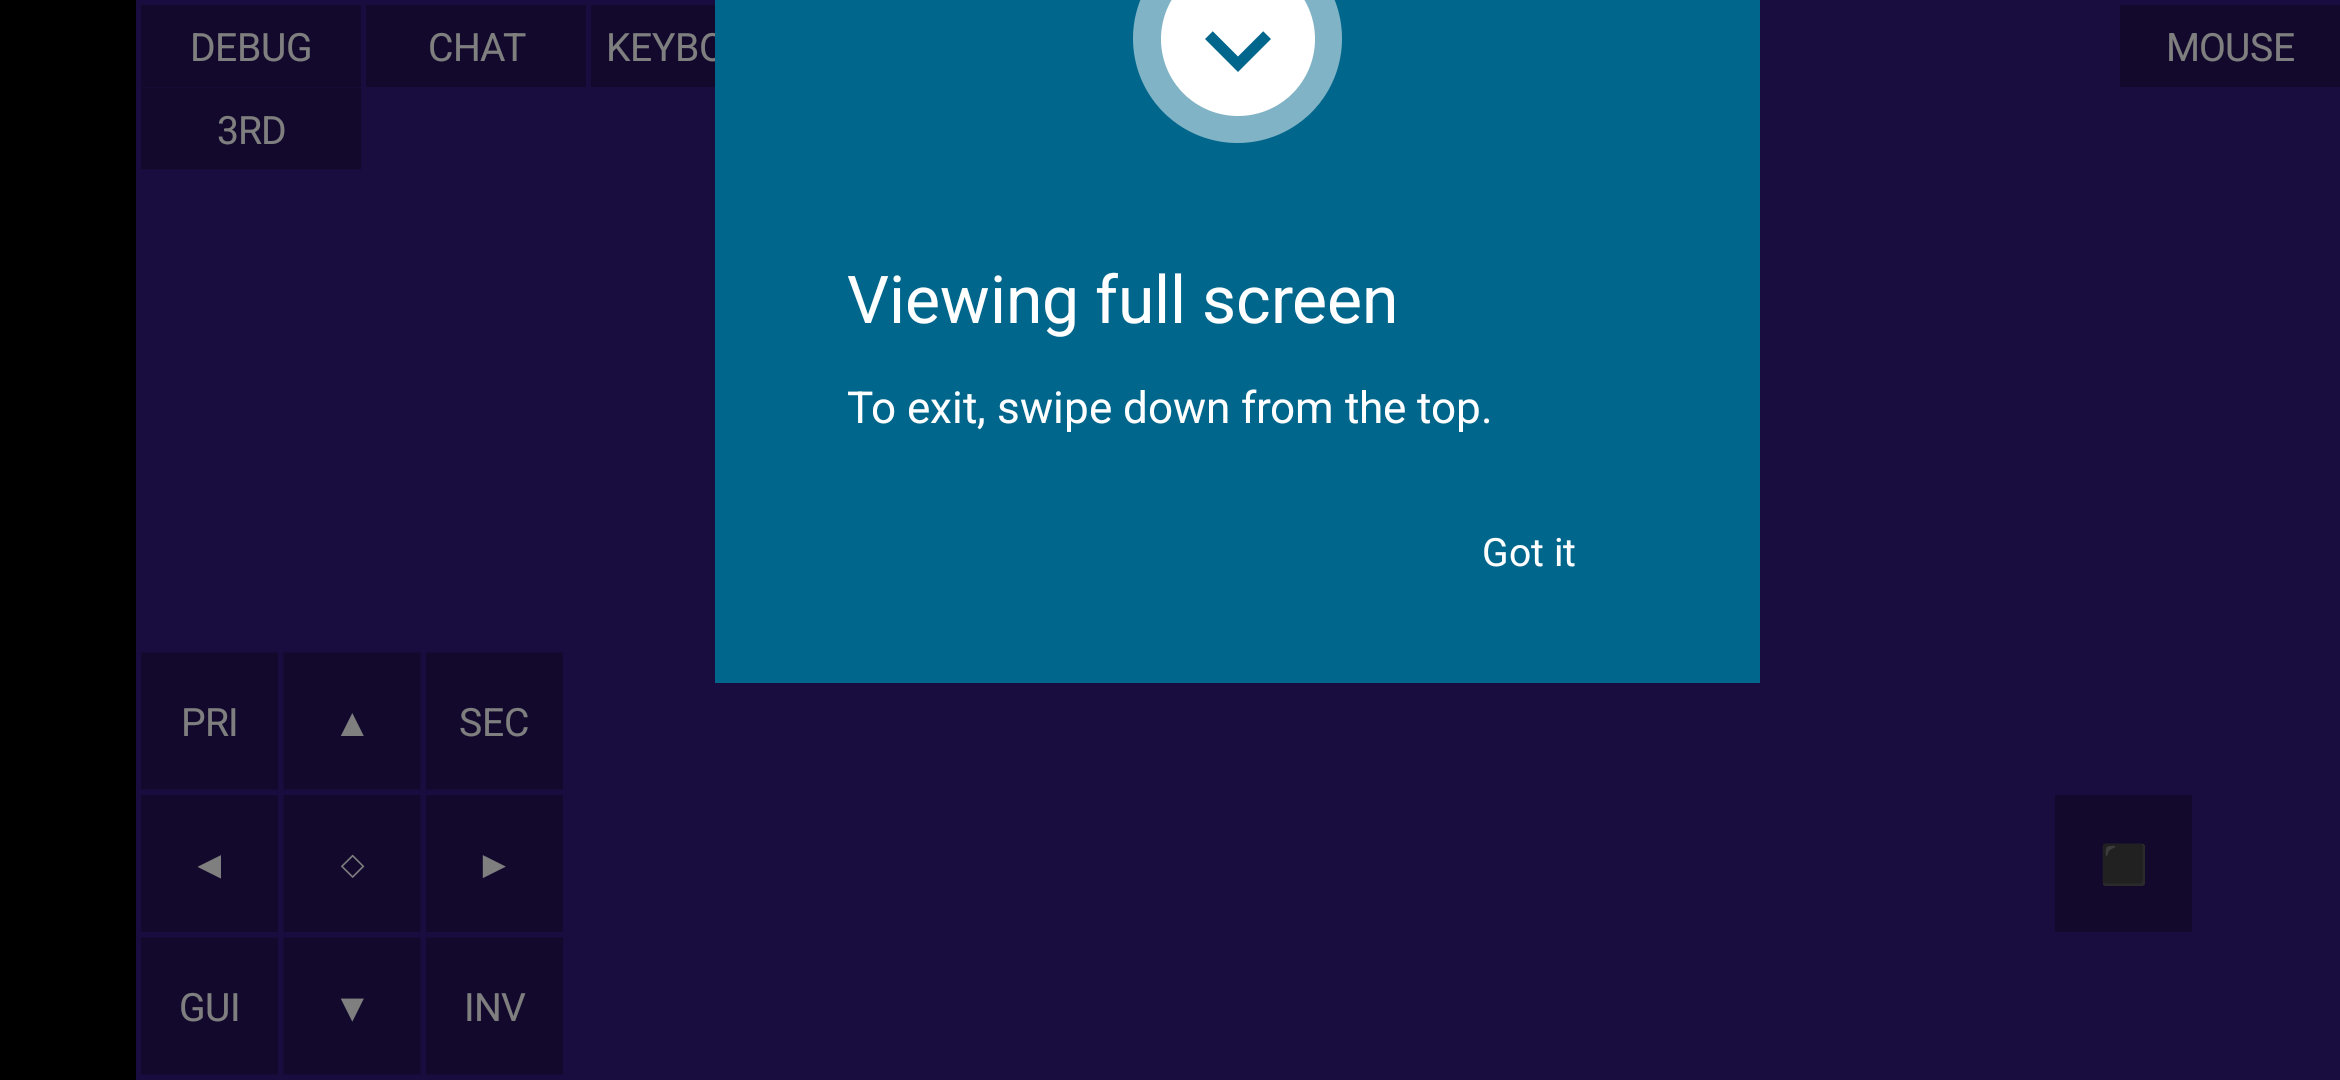 DEBUG CHAT KEYBO MOUSE
3RD
Viewing full screen
To exit, swipe down from the top.
Got it
PRI ▲ SEC
◀ ◇ ▶
GUI ▼ INV